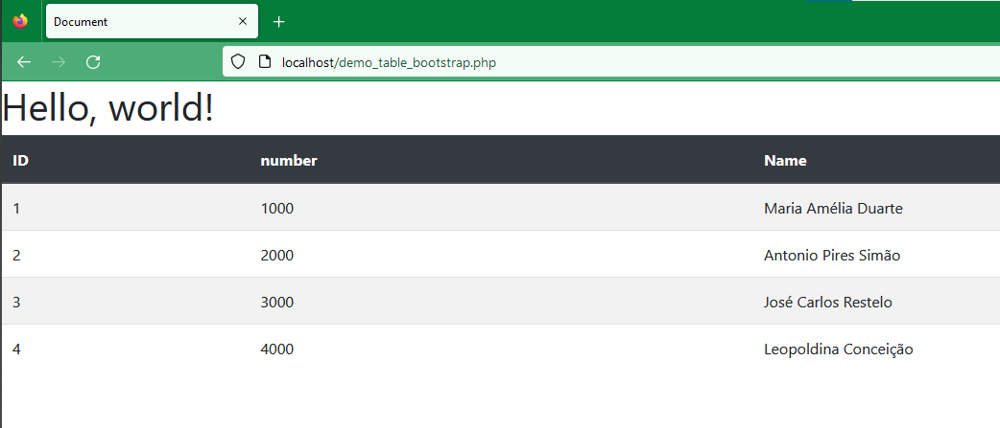 Document
localhost/demo_table_bootstrap.php
Hello, world!
ID number Name
1 1000 Maria Amélia Duarte
2 2000 Antonio Pires Simão
3 3000 José Carlos Restelo
4 4000 Leopoldina Conceição